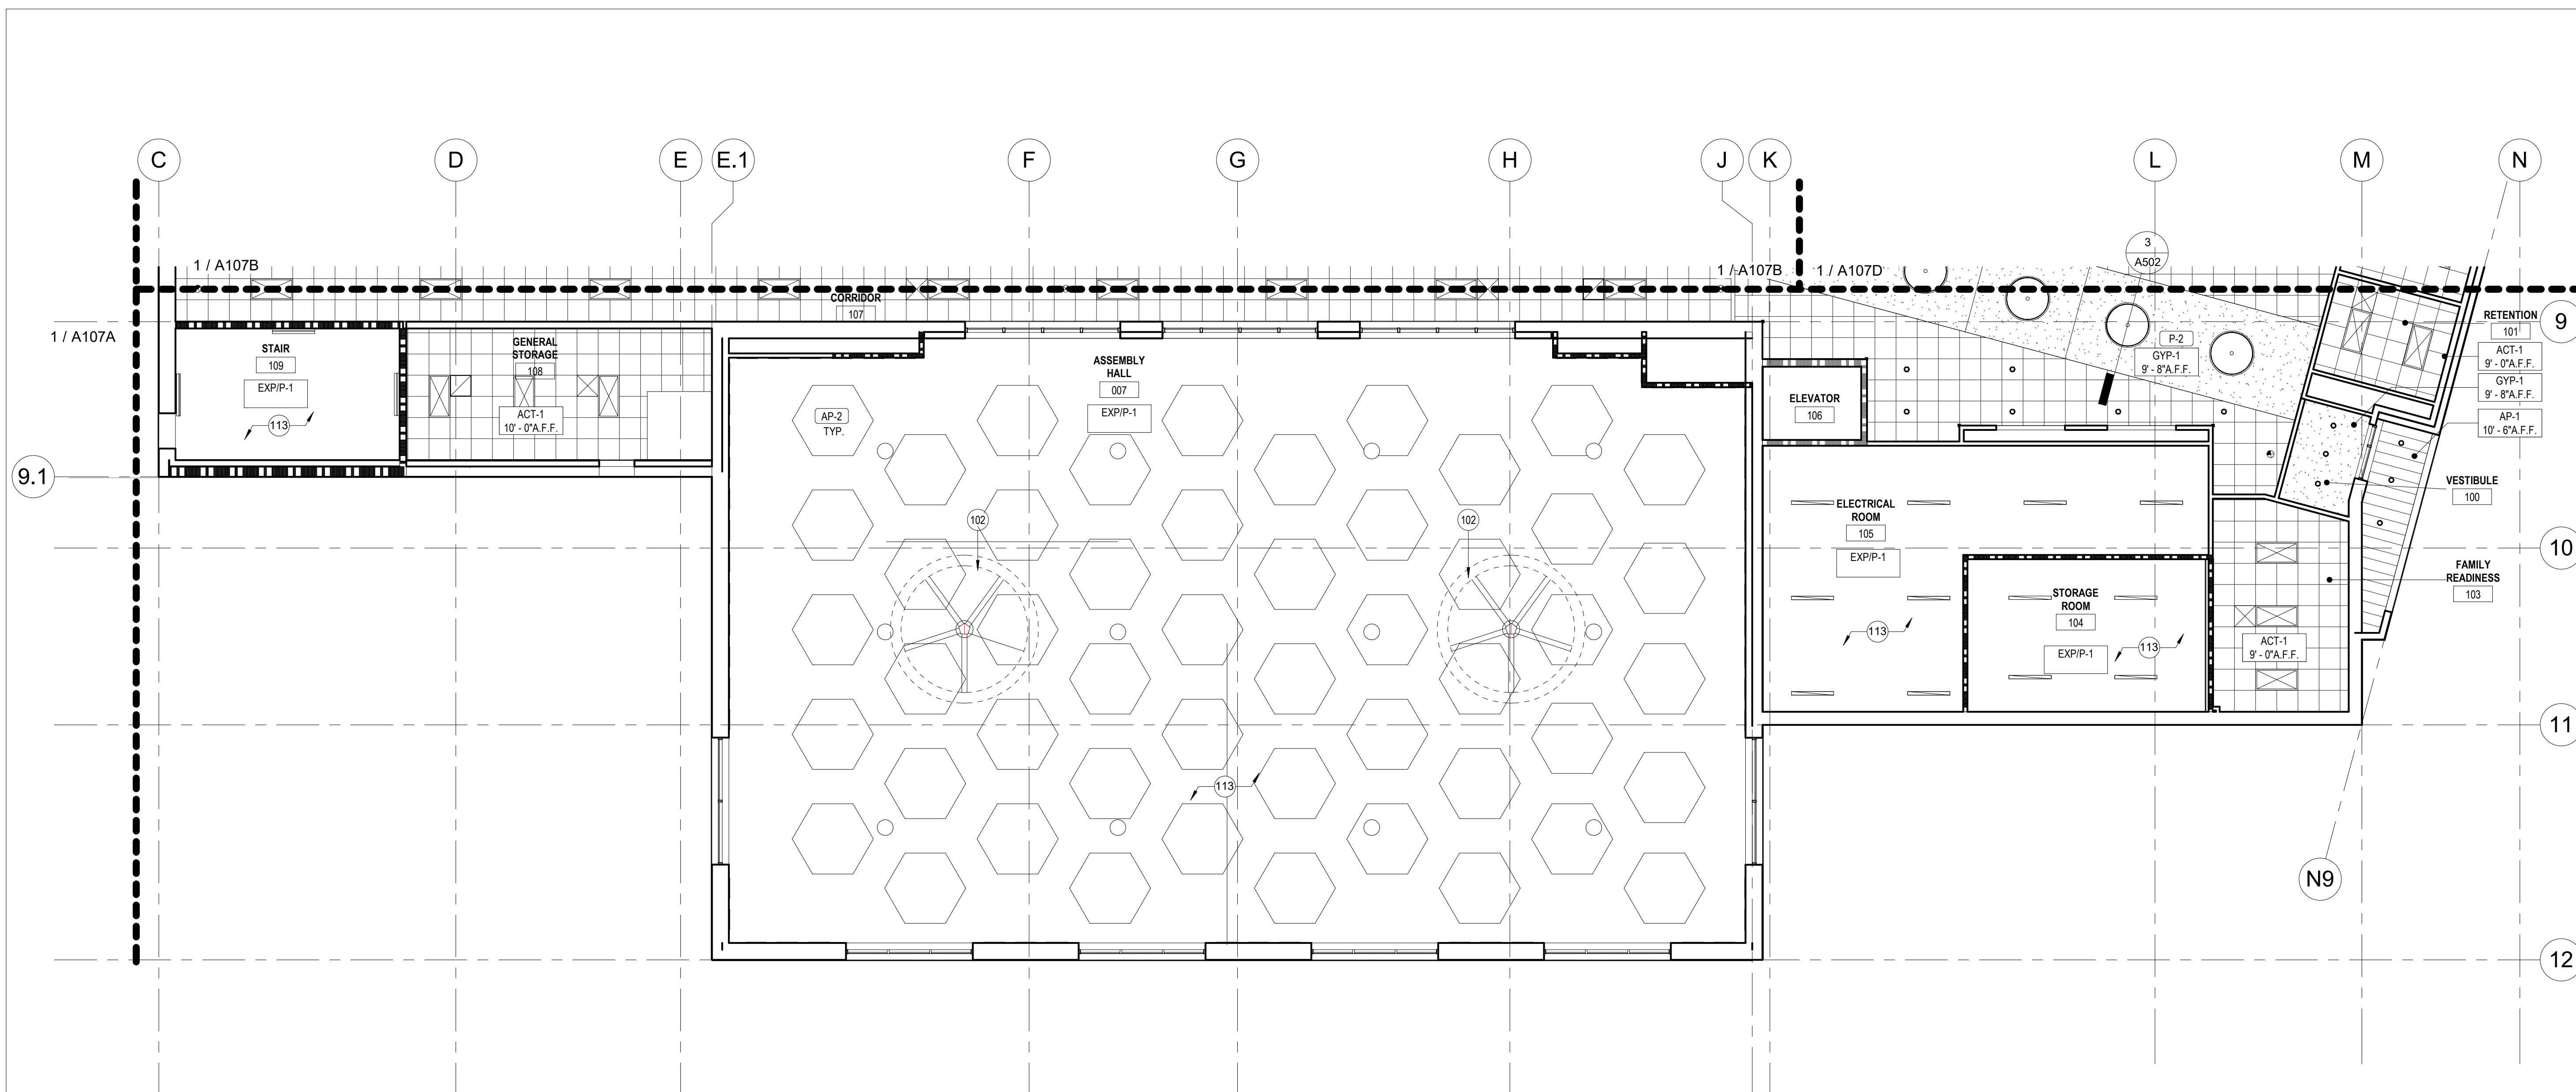 C
D
E
E.1
F
G
H
J
K
L
M
N
3
A502
1 / A107B
1 / A107B
1 / A107D
1 / A107A
CORRIDOR
107
STAIR
109
EXP/P-1
113
GENERAL
STORAGE
108
ACT-1
10' - 0"A.F.F.
ASSEMBLY
HALL
007
EXP/P-1
AP-2
TYP.
102
102
113
ELEVATOR
106
P-2
GYP-1
9' - 8"A.F.F.
RETENTION
101
ACT-1
9' - 0"A.F.F.
GYP-1
9' - 8"A.F.F.
AP-1
10' - 6"A.F.F.
VESTIBULE
100
ELECTRICAL
ROOM
105
EXP/P-1
113
STORAGE
ROOM
104
EXP/P-1
113
FAMILY
READINESS
103
ACT-1
9' - 0"A.F.F.
9
9.1
10
11
N9
12